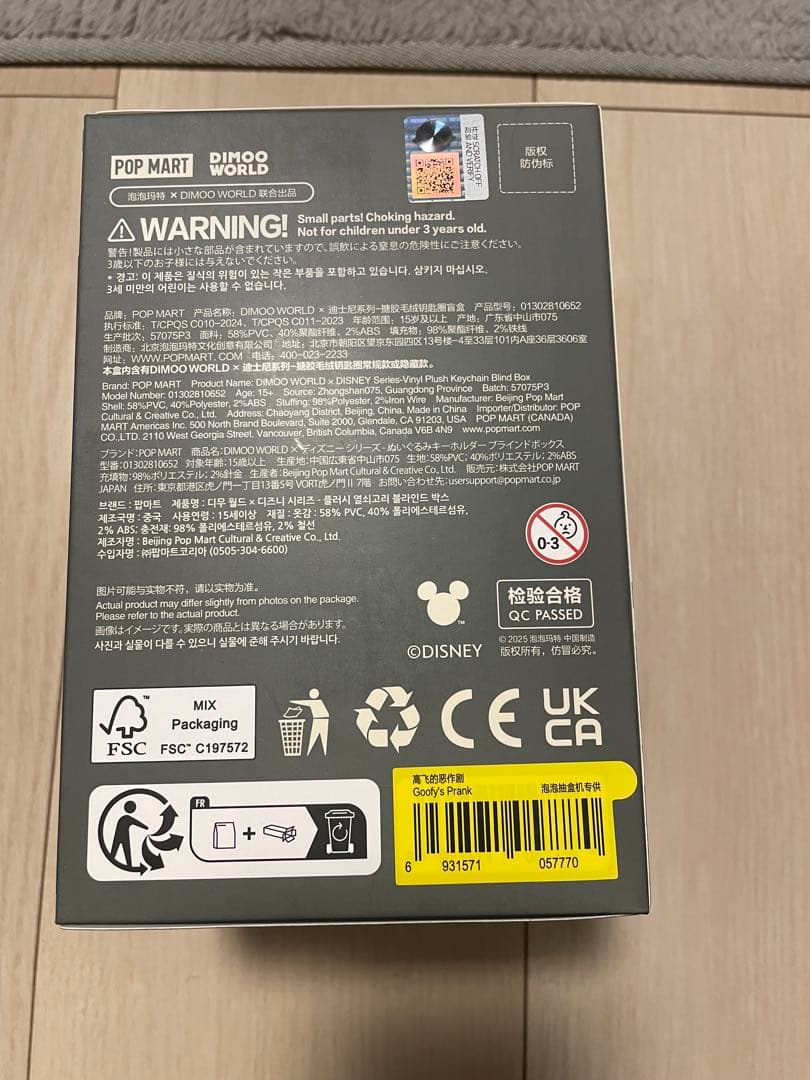 POP MART DIMOO WORLD
泡泡玛特 × DIMOO WORLD 联合出品
刮开 SCRATCH OFF
验证 AND VERIFY
版权
防伪标
WARNING! Small parts! Choking hazard.
Not for children under 3 years old.
警告!製品には小さな部品が含まれていますので、誤飲による窒息の危険性にご注意ください。
3歳以下のお子様には与えないでください。
* 경고: 이 제품은 질식의 위험이 있는 작은 부품을 포함하고 있습니다. 삼키지 마십시오.
3세 미만의 어린이는 사용할 수 없습니다.
品牌：POP MART 产品名称：DIMOO WORLD × 迪士尼系列-搪胶毛绒钥匙圈盲盒 产品型号：01302810652
执行标准：T/CPQS C010-2024、T/CPQS C011-2023 年龄范围：15岁及以上 产地：广东省中山市075
生产批次：57075P3 面料：58%PVC, 40%聚酯纤维, 2%ABS 填充物：98%聚酯纤维、2%铁线
制造商：北京泡泡玛特文化创意有限公司 地址：北京市朝阳区望京东园四区13号楼-4至33层101内A座36层3606室
网址：WWW.POPMART.COM 电话：400-023-2233
本盒内含有DIMOO WORLD × 迪士尼系列-搪胶毛绒钥匙圈常规款或隐藏款。
Brand: POP MART Product Name: DIMOO WORLD × DISNEY Series-Vinyl Plush Keychain Blind Box
Model Number: 01302810652 Age: 15+ Source: Zhongshan075, Guangdong Province Batch: 57075P3
Shell: 58%PVC, 40%Polyester, 2%ABS Stuffing: 98%Polyester, 2%Iron Wire Manufacturer: Beijing Pop Mart
Cultural & Creative Co., Ltd. Address: Chaoyang District, Beijing, China. Made in China Importer/Distributor: POP
MART Americas Inc. 500 North Brand Boulevard, Suite 2000, Glendale, CA 91203, USA POP MART (CANADA)
CO.,LTD. 2110 West Georgia Street, Vancouver, British Columbia, Canada V6B 4N9 www.popmart.com
ブランド：POP MART 商品名：DIMOO WORLD × ディズニー シリーズ - ぬいぐるみキーホルダー ブラインドボックス
型番：01302810652 対象年齢：15歳以上 生産地：中国広東省中山市075 生地：58%PVC; 40%ポリエステル; 2%ABS
充填物：98%ポリエステル; 2%針金 生産者：Beijing Pop Mart Cultural & Creative Co., Ltd. 販売元：株式会社POP MART
JAPAN 住所：東京都港区虎ノ門一丁目13番5号 VORT虎ノ門Ⅱ 7階 お問い合わせ先：usersupport@popmart.co.jp
브랜드 : 팝마트 제품명 : 디무 월드 × 디즈니 시리즈 - 플러시 열쇠고리 블라인드 박스
제조국명 : 중국 사용연령 : 15세이상 재질 : 옷감 : 58% PVC, 40% 폴리에스테르섬유,
2% ABS; 충전재: 98% 폴리에스테르섬유, 2% 철선
제조자명 : Beijing Pop Mart Cultural & Creative Co., Ltd.
수입자명 : ㈜팝마트코리아 (0505-304-6600)
0-3
图片可能与实物不符，请以实物为准。
Actual product may differ slightly from photos on the package.
Please refer to the actual product.
画像はイメージです。実際の商品とは異なる場合があります。
사진과 실물이 다를 수 있으니 실물에 준해 주시기 바랍니다.
TM
©DISNEY
检验合格
QC PASSED
© 2025 泡泡玛特 中国制造
版权所有，仿冒必究。
FSC
MIX
Packaging
FSC™ C197572
CE
UK
CA
FR
高飞的恶作剧
Goofy's Prank
泡泡抽盒机专供
6 931571 057770